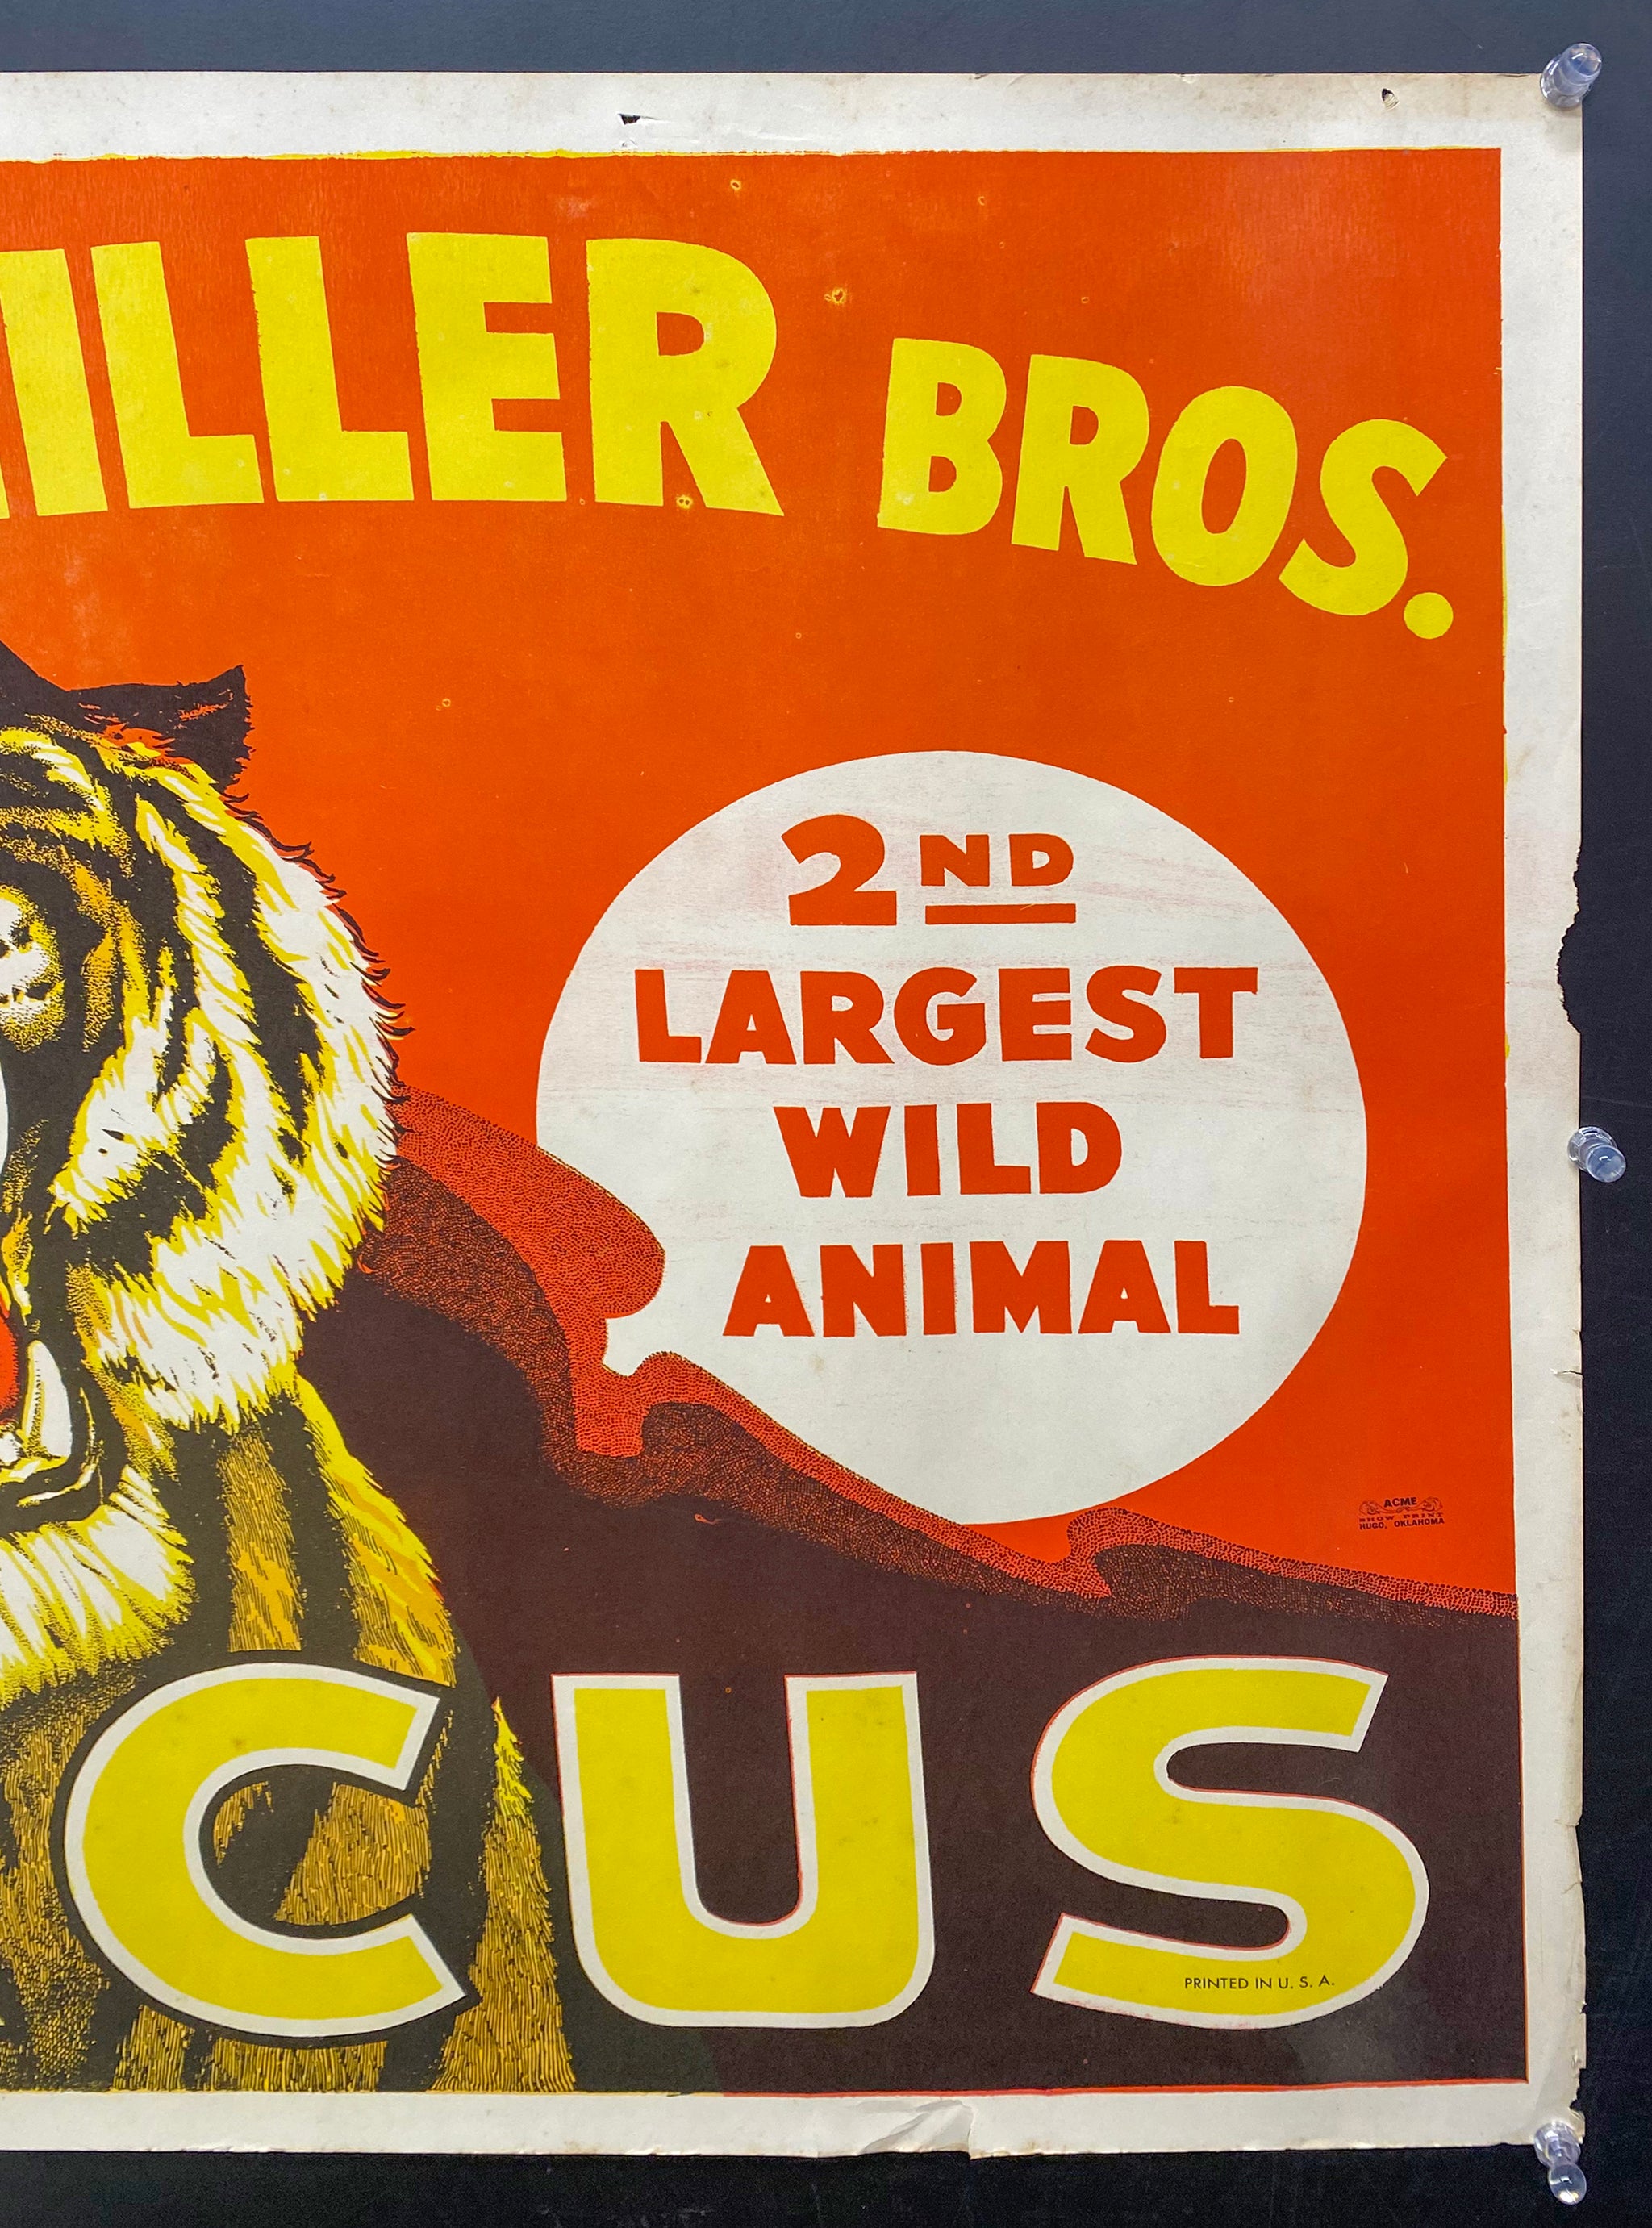 ILLER BROS.
2ND
LARGEST
WILD
ANIMAL
ACME
SHOW PRINT
HUGO, OKLAHOMA
CUS
PRINTED IN U. S. A.